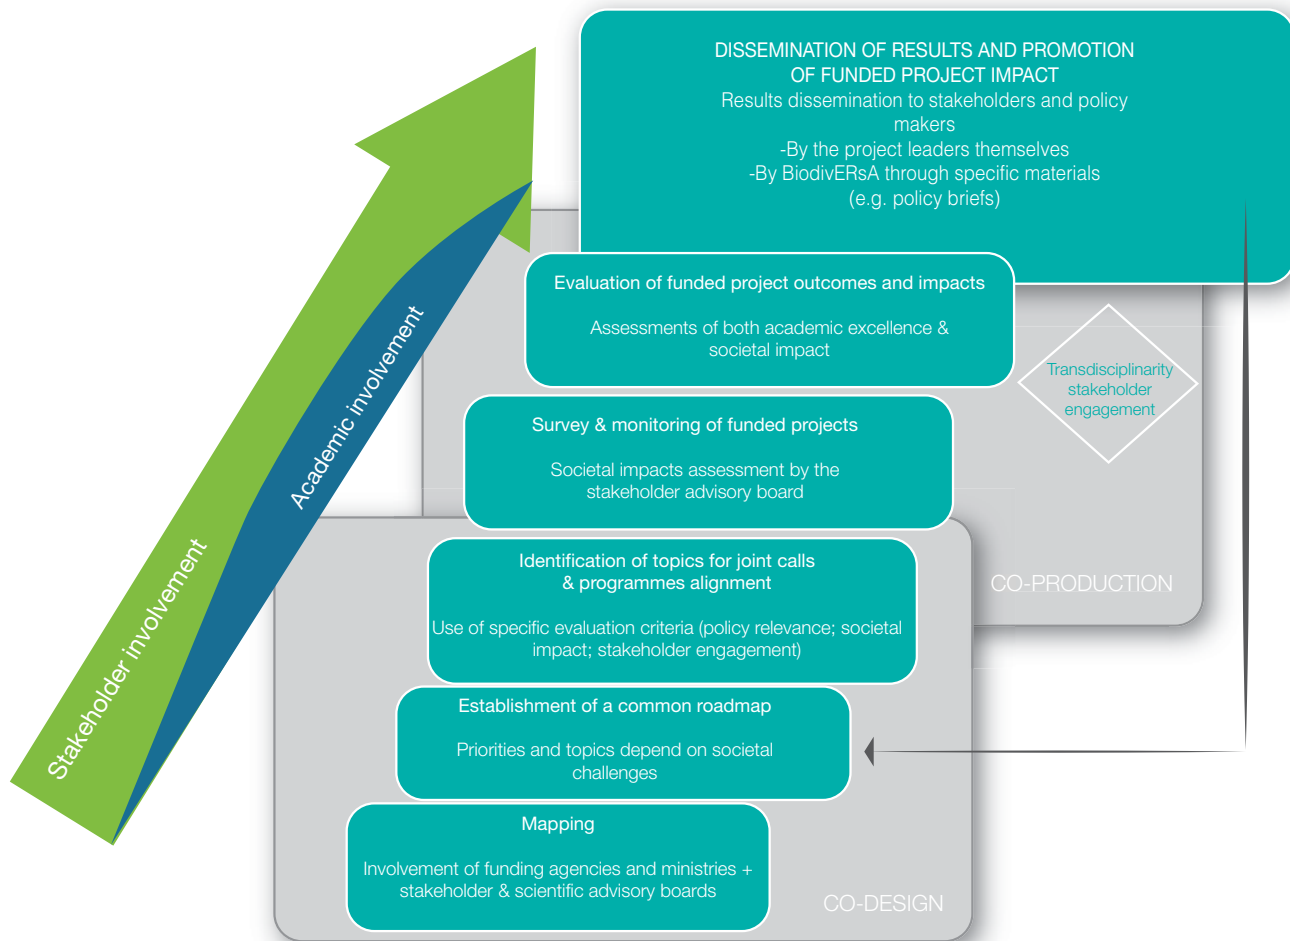 DISSEMINATION OF RESULTS AND PROMOTION
OF FUNDED PROJECT IMPACT
Results dissemination to stakeholders and policy
makers
-By the project leaders themselves
-By BiodivERsA through specific materials
(e.g. policy briefs)
Evaluation of funded project outcomes and impacts
Assessments of both academic excellence &
societal impact
Transdisciplinarity
stakeholder
engagement
Survey & monitoring of funded projects
Societal impacts assessment by the
stakeholder advisory board
CO-PRODUCTION
Identification of topics for joint calls
& programmes alignment
Use of specific evaluation criteria (policy relevance; societal
impact; stakeholder engagement)
Establishment of a common roadmap
Priorities and topics depend on societal
challenges
Mapping
Involvement of funding agencies and ministries +
stakeholder & scientific advisory boards
CO-DESIGN
Stakeholder involvement
Academic involvement